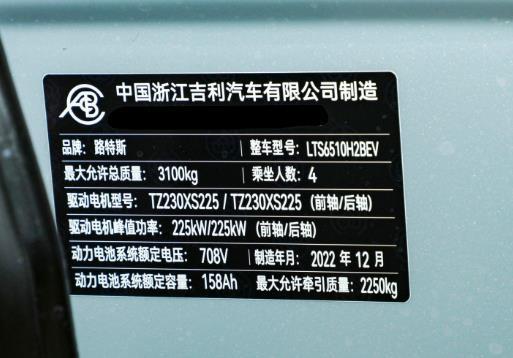 中国浙江吉利汽车有限公司制造
品牌：路特斯 整车型号：LTS6510H2BEV
最大允许总质量：3100kg 乘坐人数：4
驱动电机型号：TZ230XS225 / TZ230XS225 (前轴/后轴)
驱动电机峰值功率：225kW/225kW (前轴/后轴)
动力电池系统额定电压：708V 制造年月：2022 年 12 月
动力电池系统额定容量：158Ah 最大允许牵引质量：2250kg